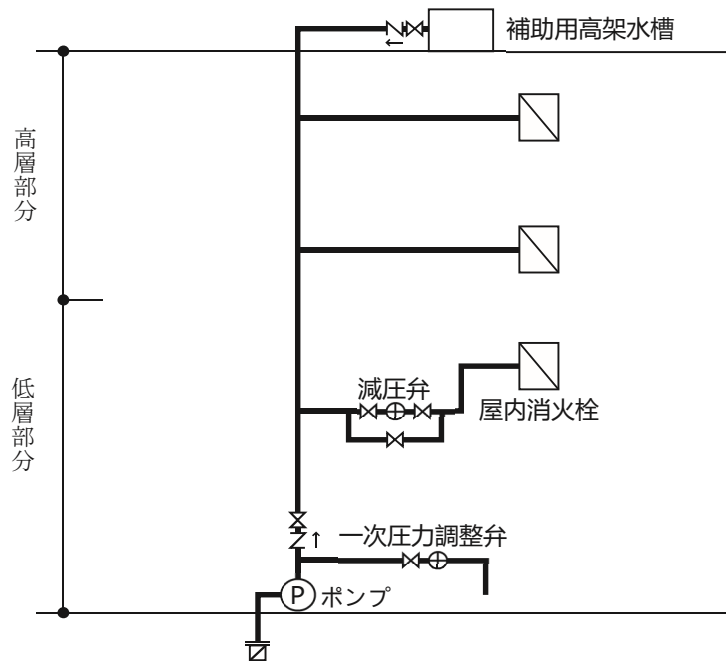 補助用高架水槽
高層部分
低層部分
減圧弁
屋内消火栓
一次圧力調整弁
P
ポンプ